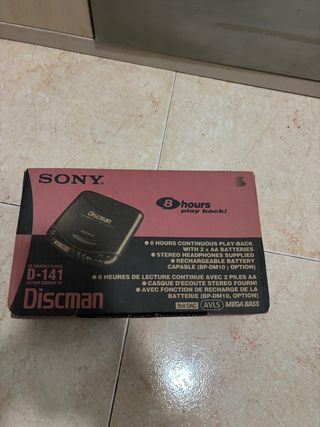 SONY
8 hours
play back!
Discman
SONY
● 8 HOURS CONTINUOUS PLAY-BACK
WITH 2 x AA BATTERIES
● STEREO HEADPHONES SUPPLIED
● RECHARGEABLE BATTERY
CAPABLE (BP-DM10 ; OPTION)
● 8 HEURES DE LECTURE CONTINUE AVEC 2 PILES AA
● CASQUE D'ECOUTE STEREO FOURNI
● AVEC FONCTION DE RECHARGE DE LA
BATTERIE (BP-DM10 ; OPTION)
CD COMPACT PLAYER
D-141
LECTEUR COMPACT CD
Discman
1bit DAC AVLS MEGA BASS